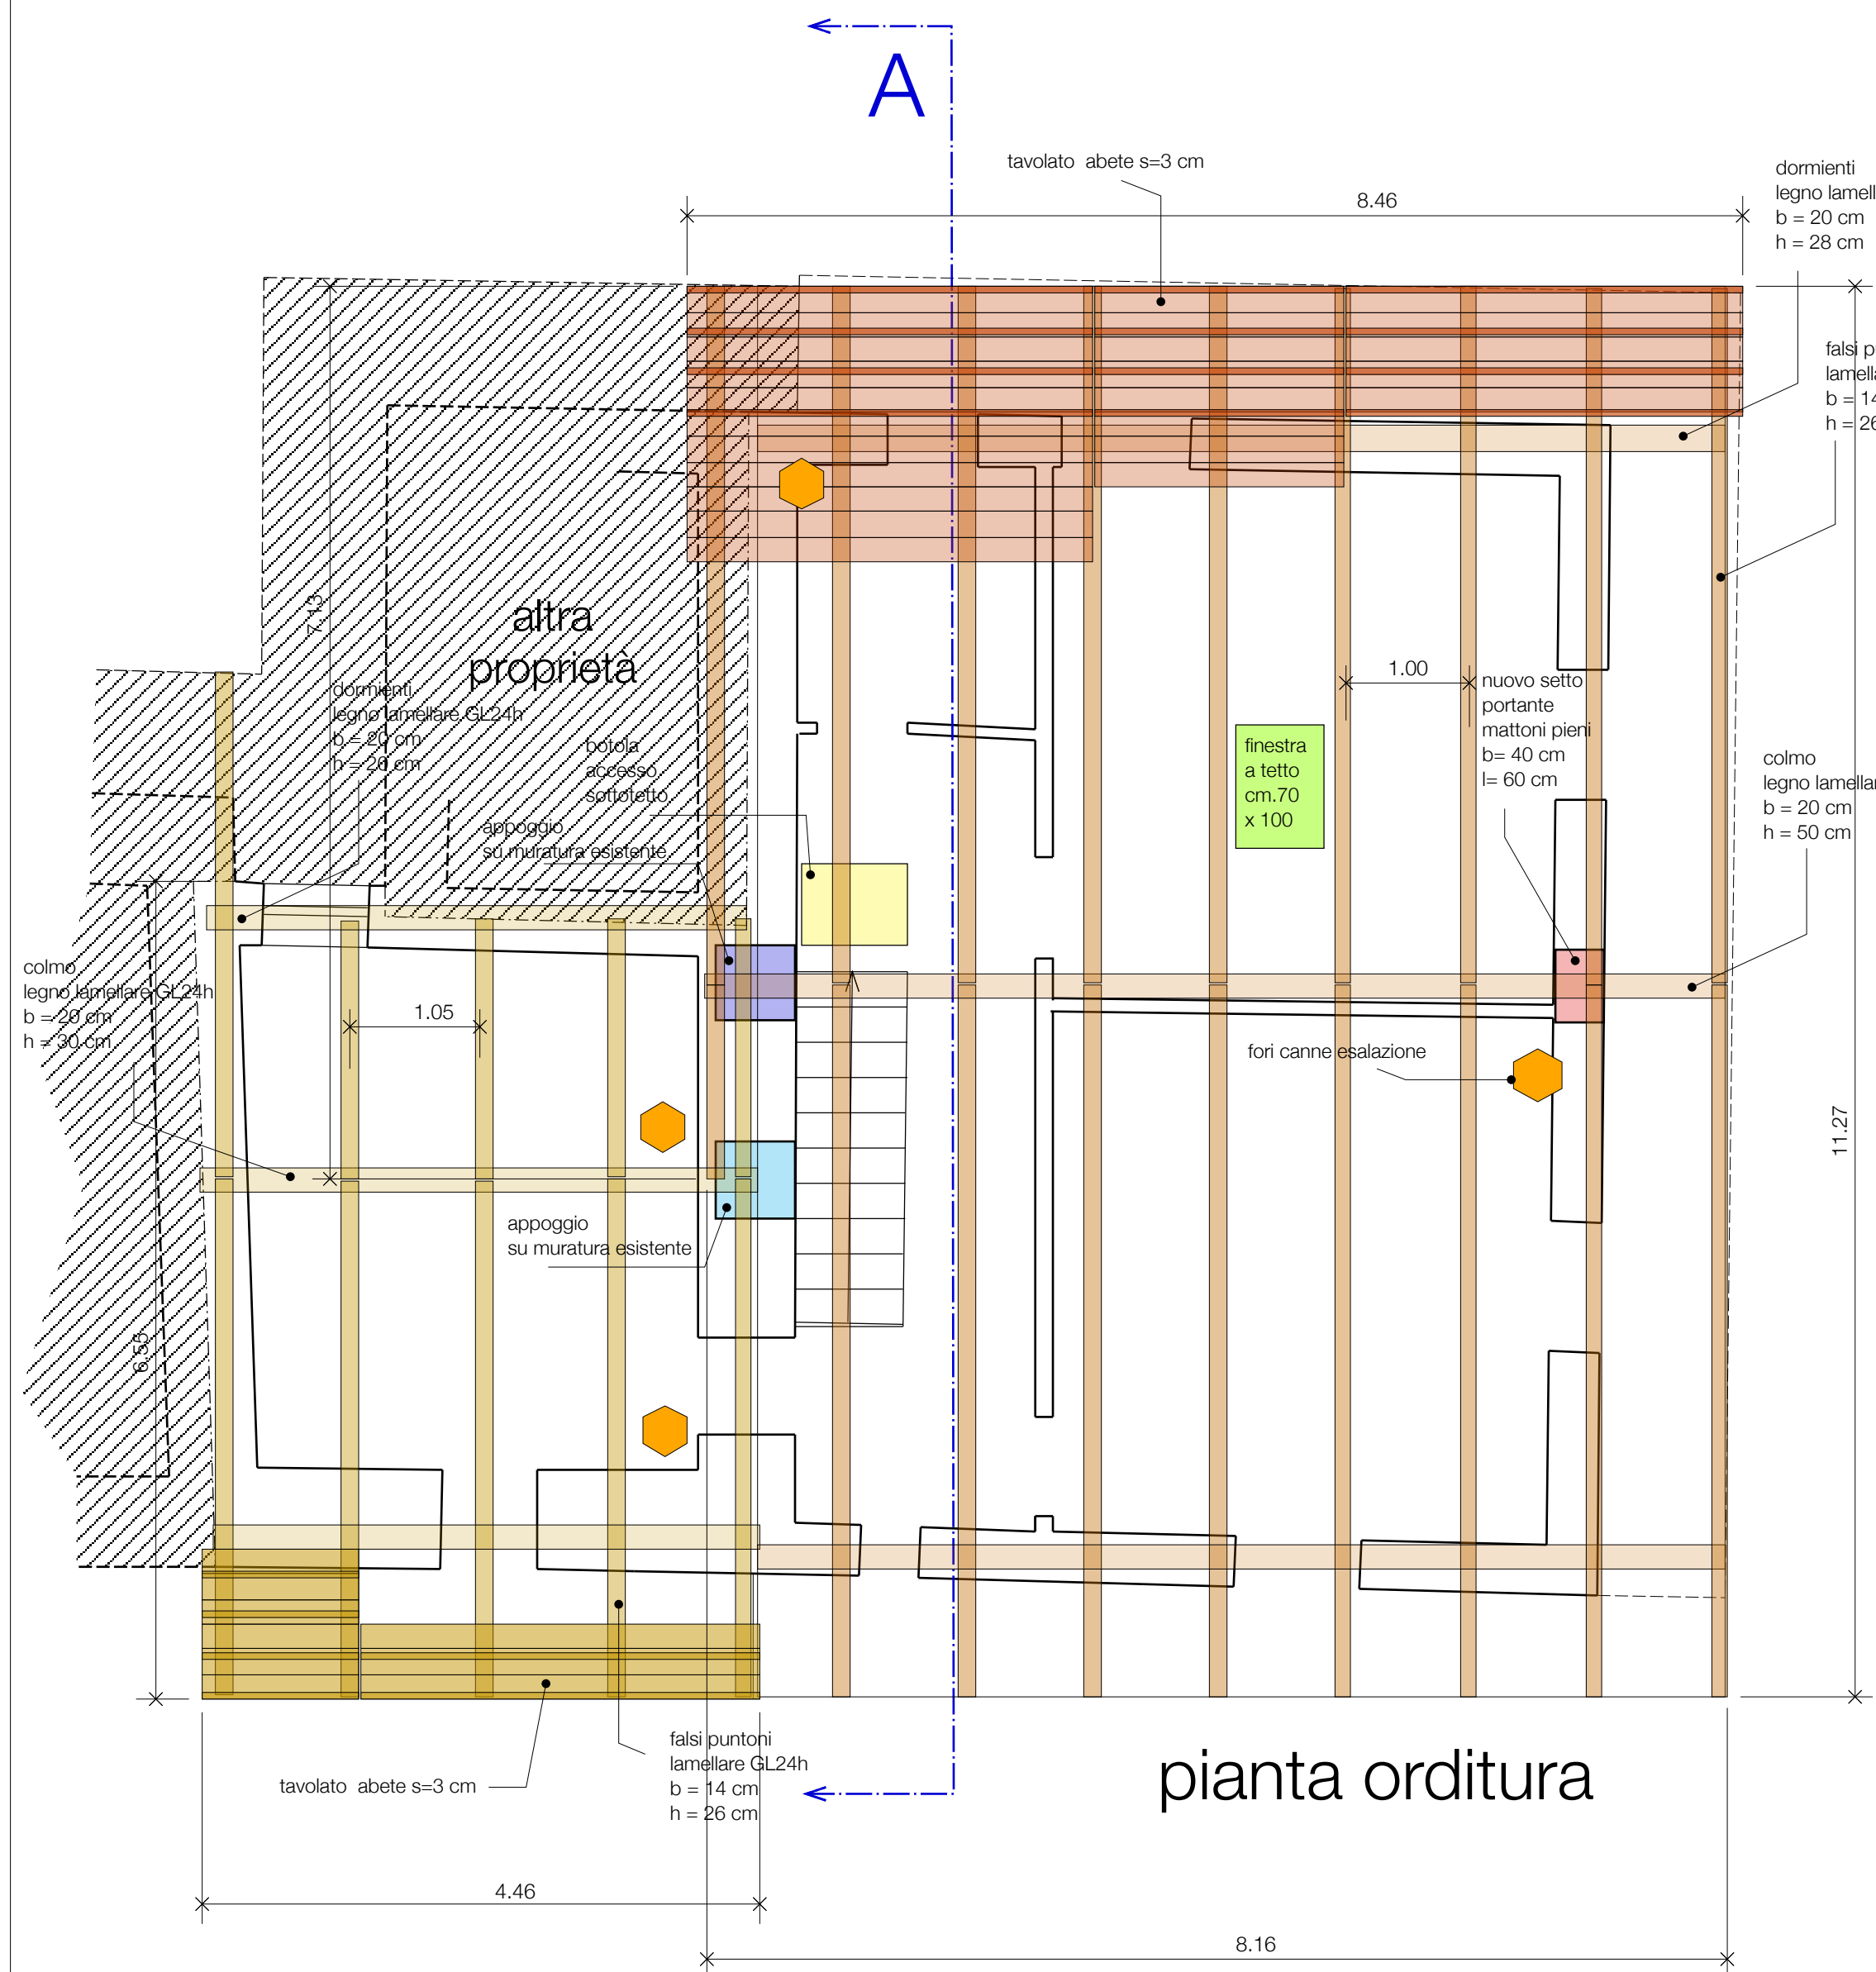 A
tavolato abete s=3 cm
8.46
dormienti
legno lamell
b = 20 cm
h = 28 cm
falsi p
lamella
b = 14
h = 26
7.13
altra
proprietà
dormienti
legno lamellare GL24h
b = 20 cm
h = 20 cm
botola
accesso
sottotetto
appoggio
su muratura esistente
1.00
nuovo setto
portante
mattoni pieni
b= 40 cm
l= 60 cm
finestra
a tetto
cm.70
x 100
colmo
legno lamellar
b = 20 cm
h = 50 cm
colmo
legno lamellare GL24h
b = 20 cm
h = 30 cm
1.05
fori canne esalazione
11.27
appoggio
su muratura esistente
6.55
falsi puntoni
lamellare GL24h
b = 14 cm
h = 26 cm
tavolato abete s=3 cm
pianta orditura
4.46
8.16